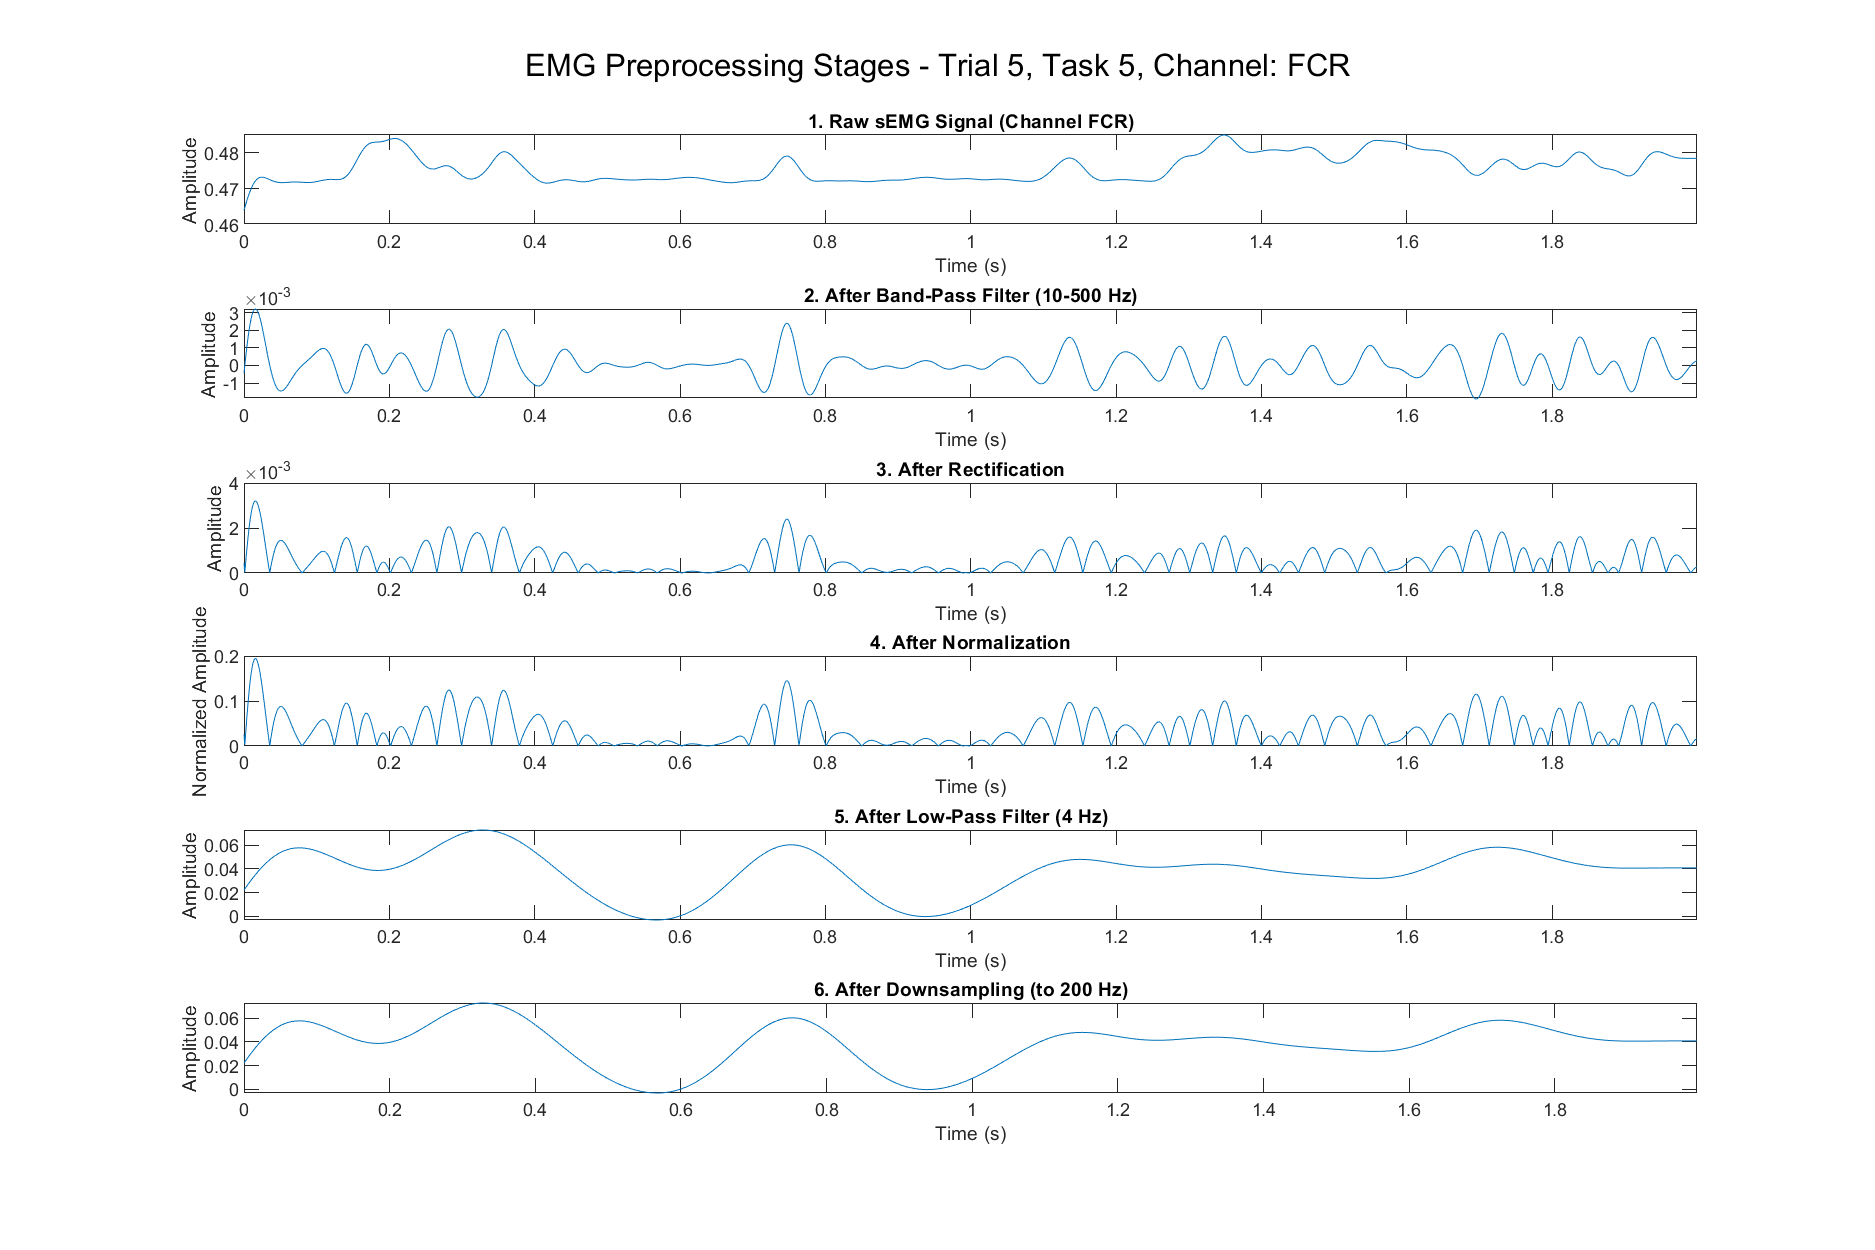 EMG Preprocessing Stages - Trial 5, Task 5, Channel: FCR
1. Raw sEMG Signal (Channel FCR)
Amplitude
0.48
0.47
0.46
0 0.2 0.4 0.6 0.8 1 1.2 1.4 1.6 1.8
Time (s)
2. After Band-Pass Filter (10-500 Hz)
×10⁻³
Amplitude
3
2
1
0
-1
0 0.2 0.4 0.6 0.8 1 1.2 1.4 1.6 1.8
Time (s)
3. After Rectification
×10⁻³
Amplitude
4
2
0
0 0.2 0.4 0.6 0.8 1 1.2 1.4 1.6 1.8
Time (s)
4. After Normalization
Normalized Amplitude
0.2
0.1
0
0 0.2 0.4 0.6 0.8 1 1.2 1.4 1.6 1.8
Time (s)
5. After Low-Pass Filter (4 Hz)
Amplitude
0.06
0.04
0.02
0
0 0.2 0.4 0.6 0.8 1 1.2 1.4 1.6 1.8
Time (s)
6. After Downsampling (to 200 Hz)
Amplitude
0.06
0.04
0.02
0
0 0.2 0.4 0.6 0.8 1 1.2 1.4 1.6 1.8
Time (s)